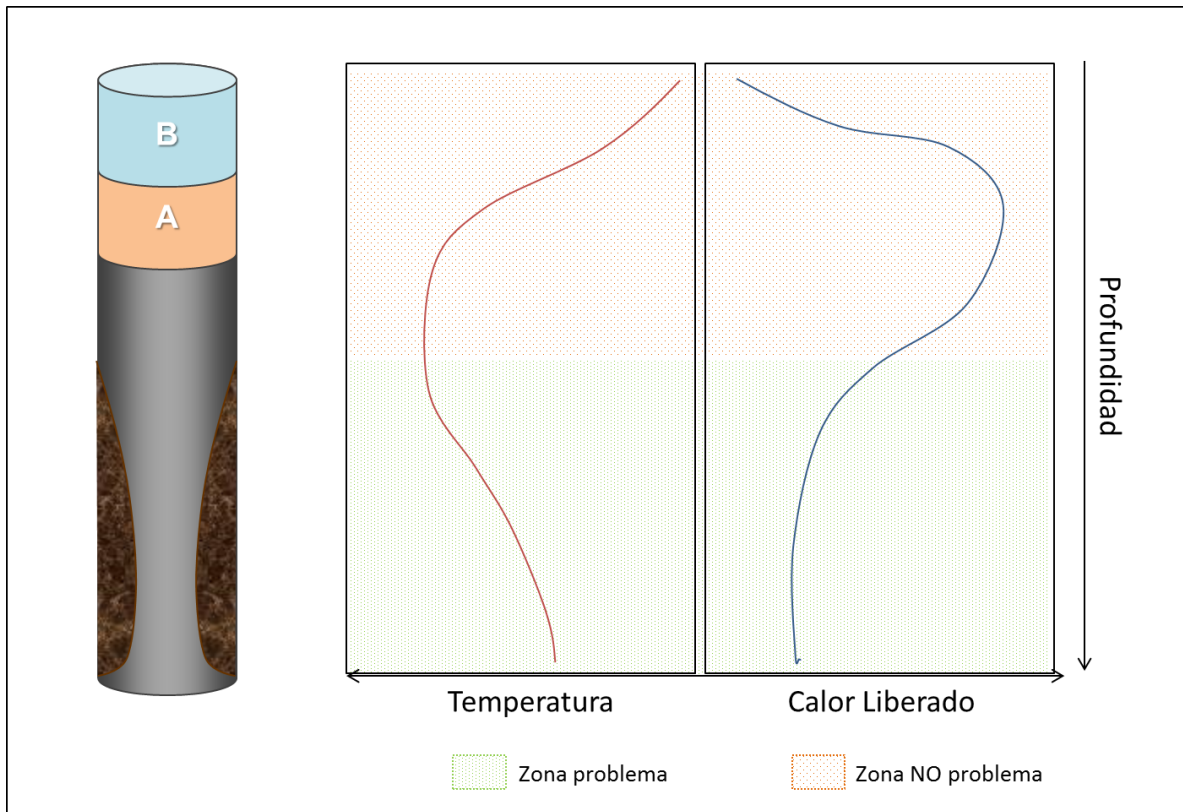 B
A
Profundidad
Temperatura
Calor Liberado
Zona problema
Zona NO problema